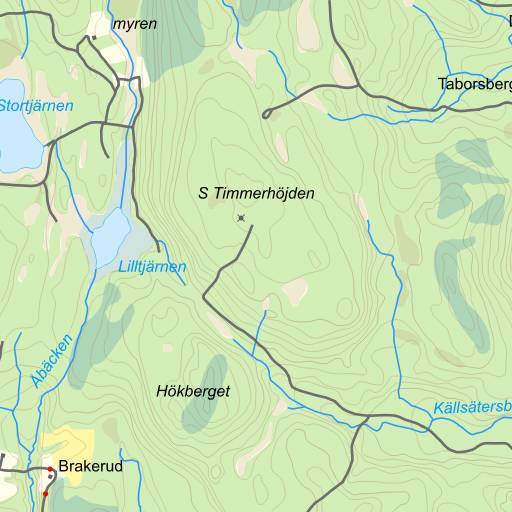 myren
Taborsberg
Stortjärnen
S Timmerhöjden
Lilltjärnen
Åbäcken
Hökberget
Källsätersb
Brakerud